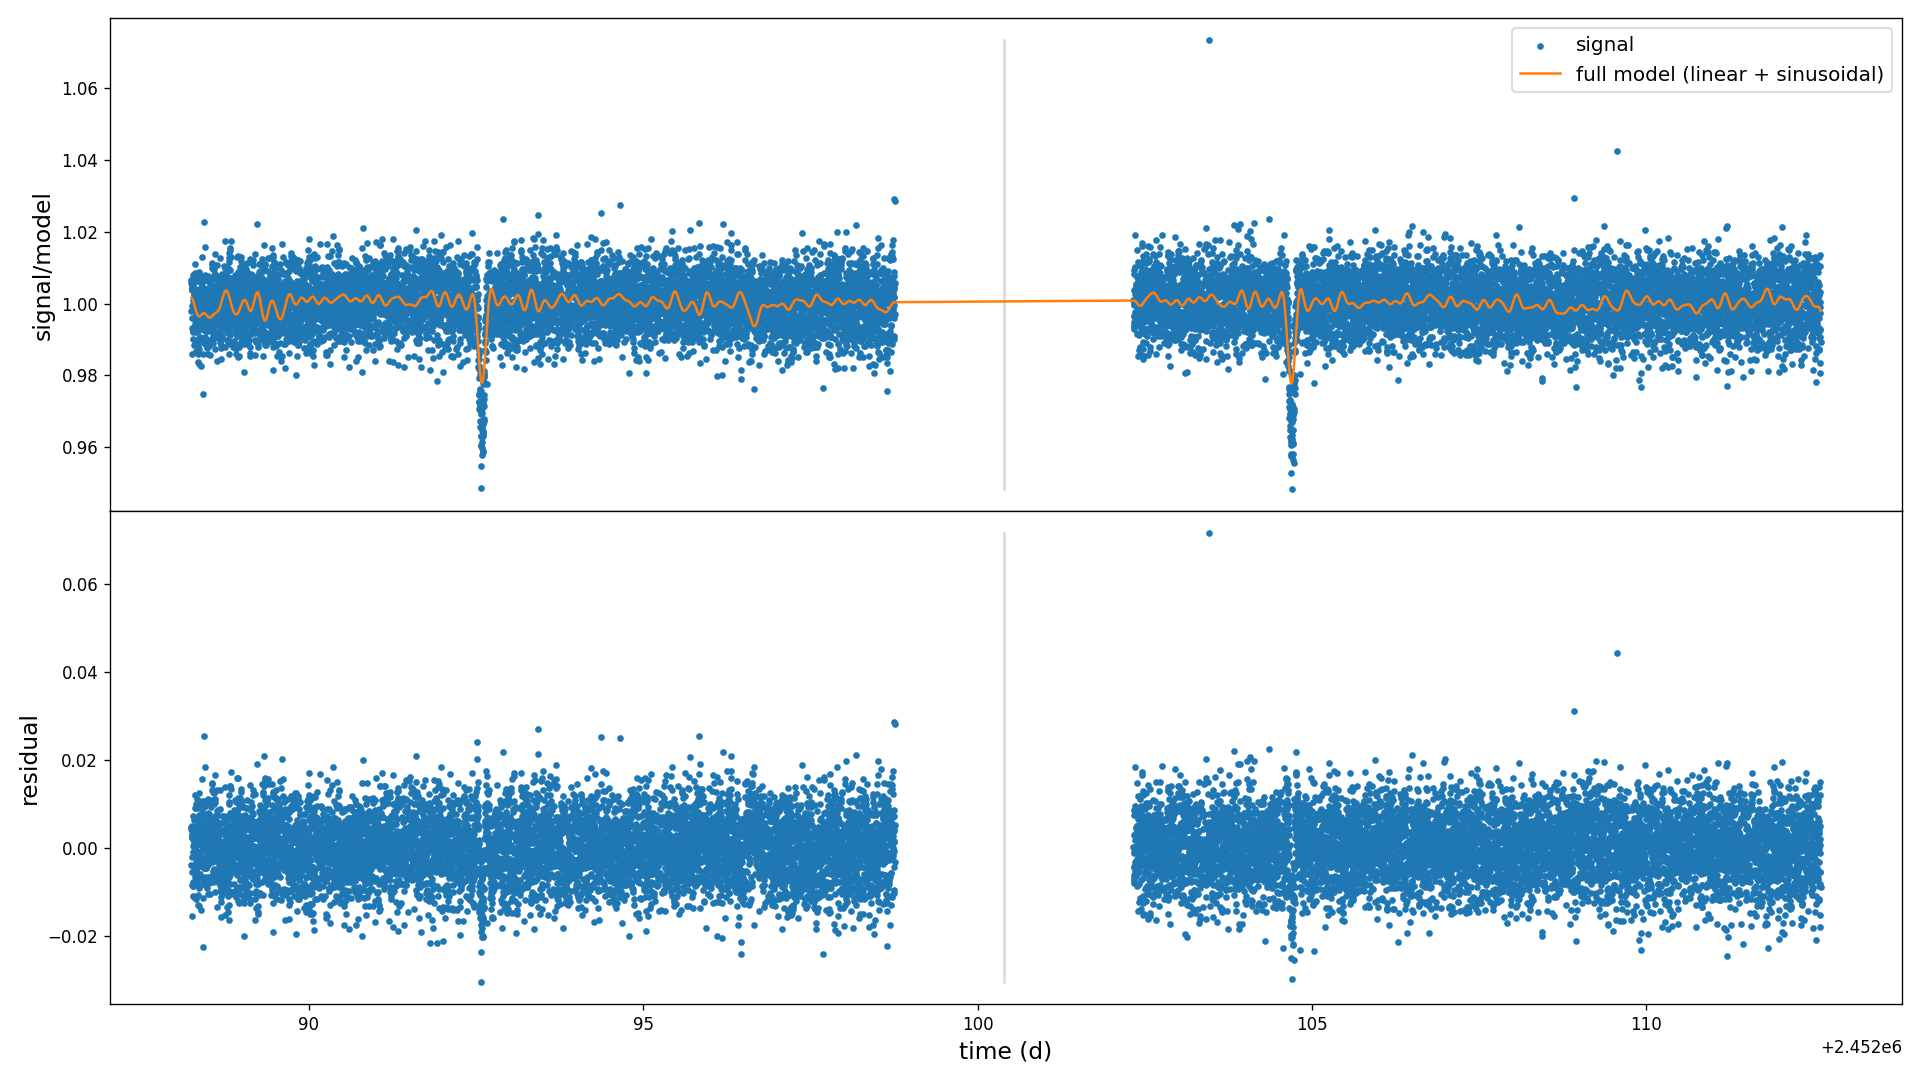 signal
full model (linear + sinusoidal)
signal/model
1.06
1.04
1.02
1.00
0.98
0.96
residual
0.06
0.04
0.02
0.00
−0.02
90
95
100
105
110
time (d)
+2.452e6